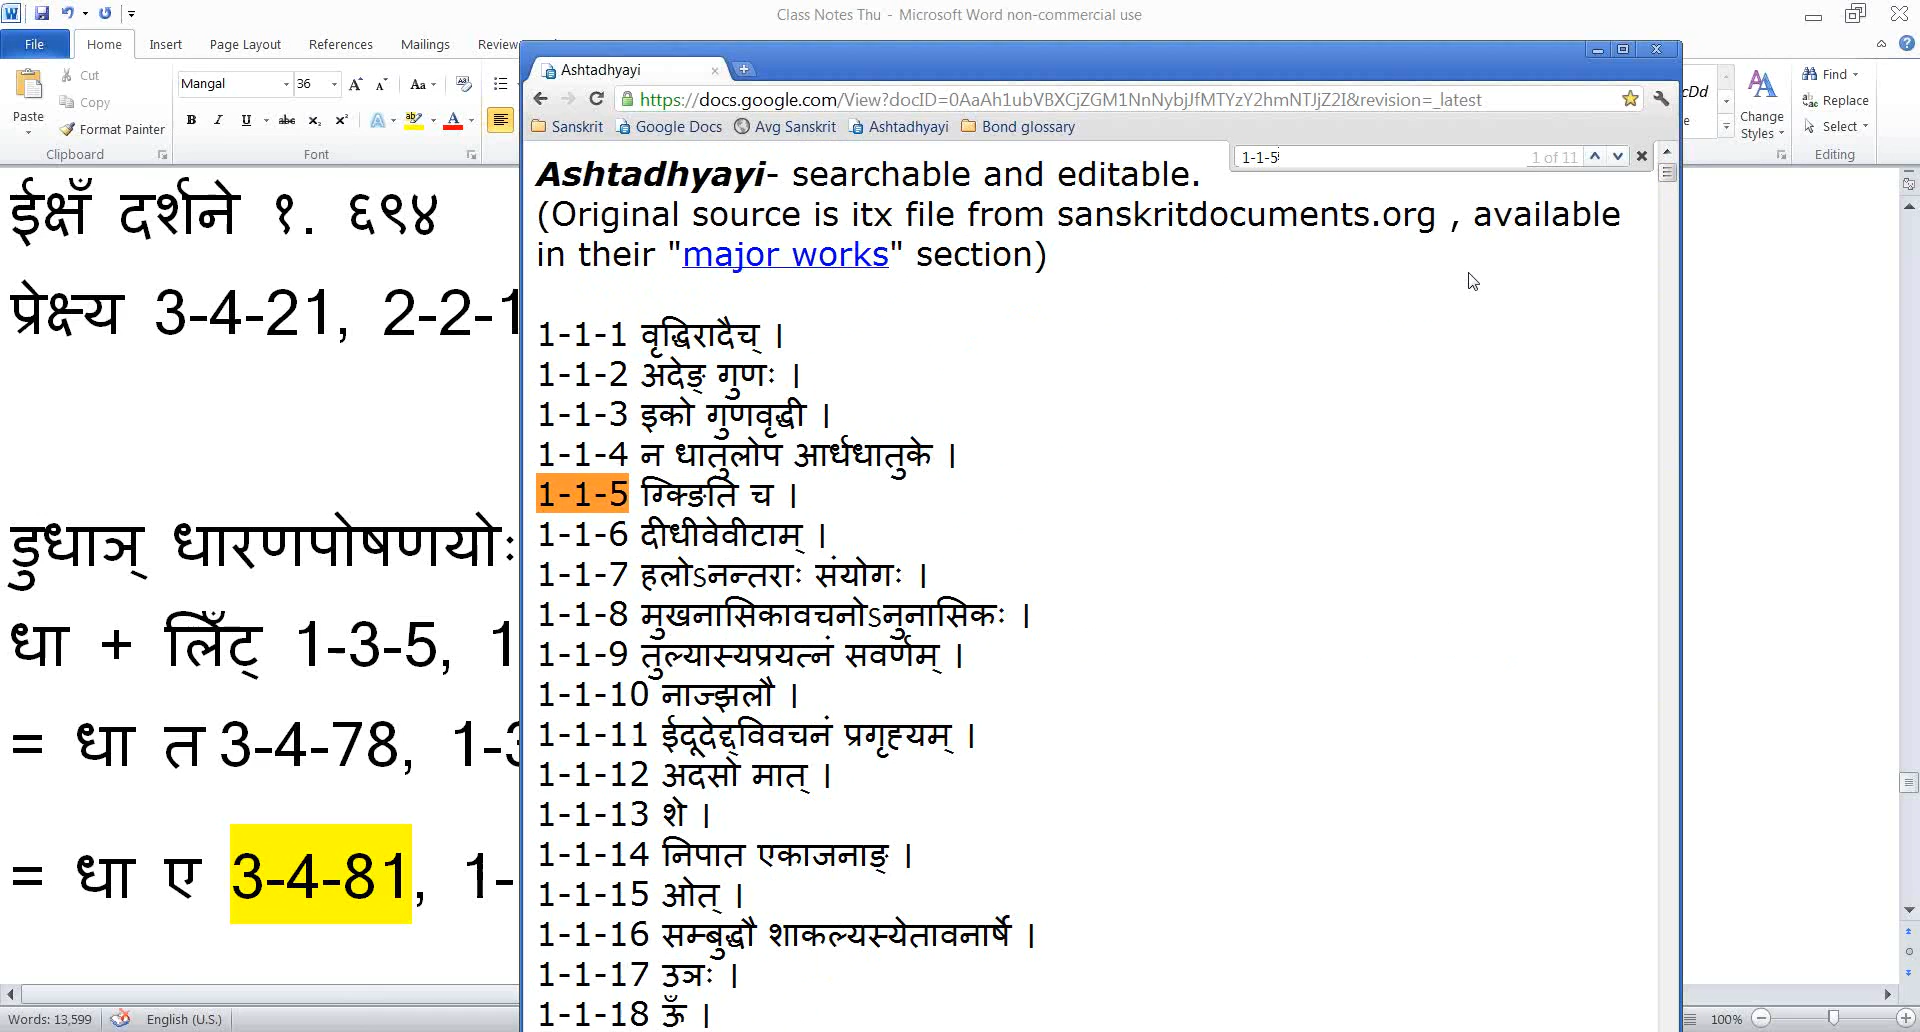 Class Notes Thu - Microsoft Word non-commercial use
File Home Insert Page Layout References Mailings Review
Cut
Copy
Paste Format Painter
Clipboard
Mangal 36
Font
Find
Replace
Select
Change Styles
Editing
Ashtadhyayi
https://docs.google.com/View?docID=0AaAh1ubVBXCjZGM1NnNybjJfMTYzY2hmNTJjZ2I&revision=_latest
Sanskrit Google Docs Avg Sanskrit Ashtadhyayi Bond glossary
1-1-5 1 of 11
Ashtadhyayi- searchable and editable.
(Original source is itx file from sanskritdocuments.org , available
in their "major works" section)
1-1-1 वृद्धिरादैच् |
1-1-2 अदेङ् गुणः |
1-1-3 इको गुणवृद्धी |
1-1-4 न धातुलोप आर्धधातुके |
1-1-5 ग्क्ङिति च |
1-1-6 दीधीवेवीटाम् |
1-1-7 हलोऽनन्तराः संयोगः |
1-1-8 मुखनासिकावचनोऽनुनासिकः |
1-1-9 तुल्यास्यप्रयत्नं सवर्णम् |
1-1-10 नाज्झलौ |
1-1-11 ईदूदेद्द्विवचनं प्रगृह्यम् |
1-1-12 अदसो मात् |
1-1-13 शे |
1-1-14 निपात एकाजनाङ् |
1-1-15 ओत् |
1-1-16 सम्बुद्धौ शाकल्यस्येतावनार्षे |
1-1-17 उञः |
1-1-18 ऊँ |
ईक्षँ दर्शने १. ६९४
प्रेक्ष्य 3-4-21, 2-2-1
डुधाञ् धारणपोषणयोः
धा + लिँट् 1-3-5, 1
= धा त 3-4-78, 1-3
= धा ए 3-4-81, 1-
Words: 13,599 English (U.S.)
100%